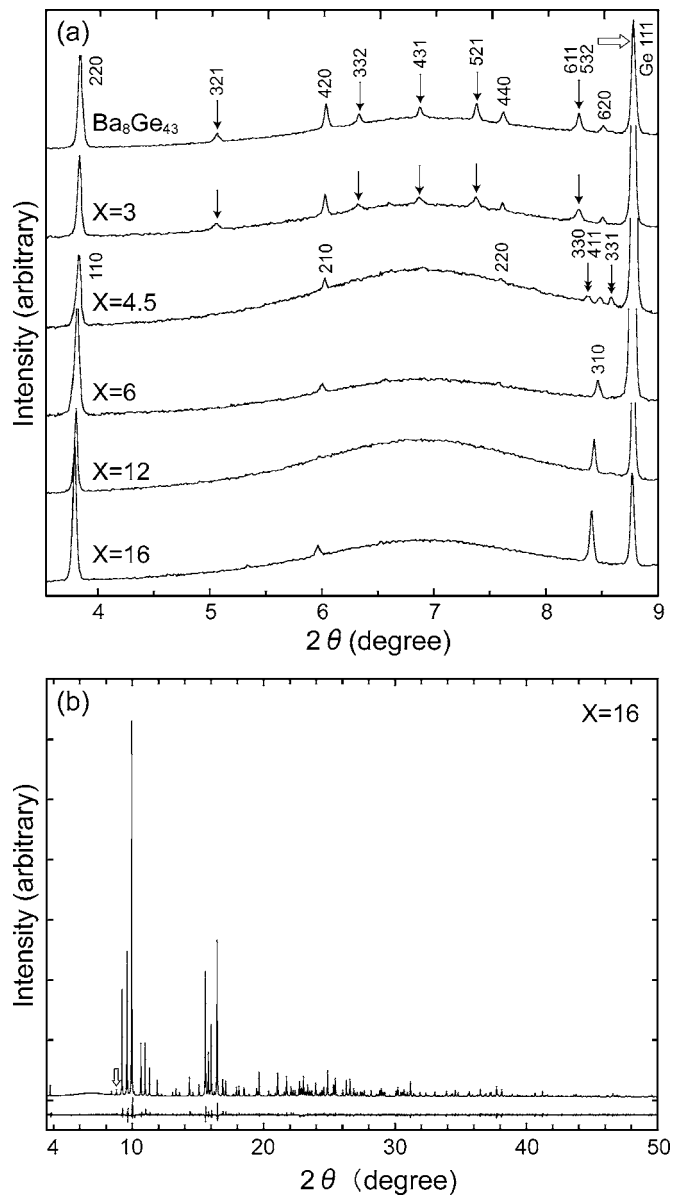 (a)
220
321
420
332
431
521
440
611
532
620
Ge 111
Ba₈Ge₄₃
X=3
110
210
220
330
411
331
X=4.5
310
X=6
X=12
X=16
Intensity (arbitrary)
4 5 6 7 8 9
2 θ (degree)
(b)
X=16
Intensity (arbitrary)
4 10 20 30 40 50
2 θ (degree)